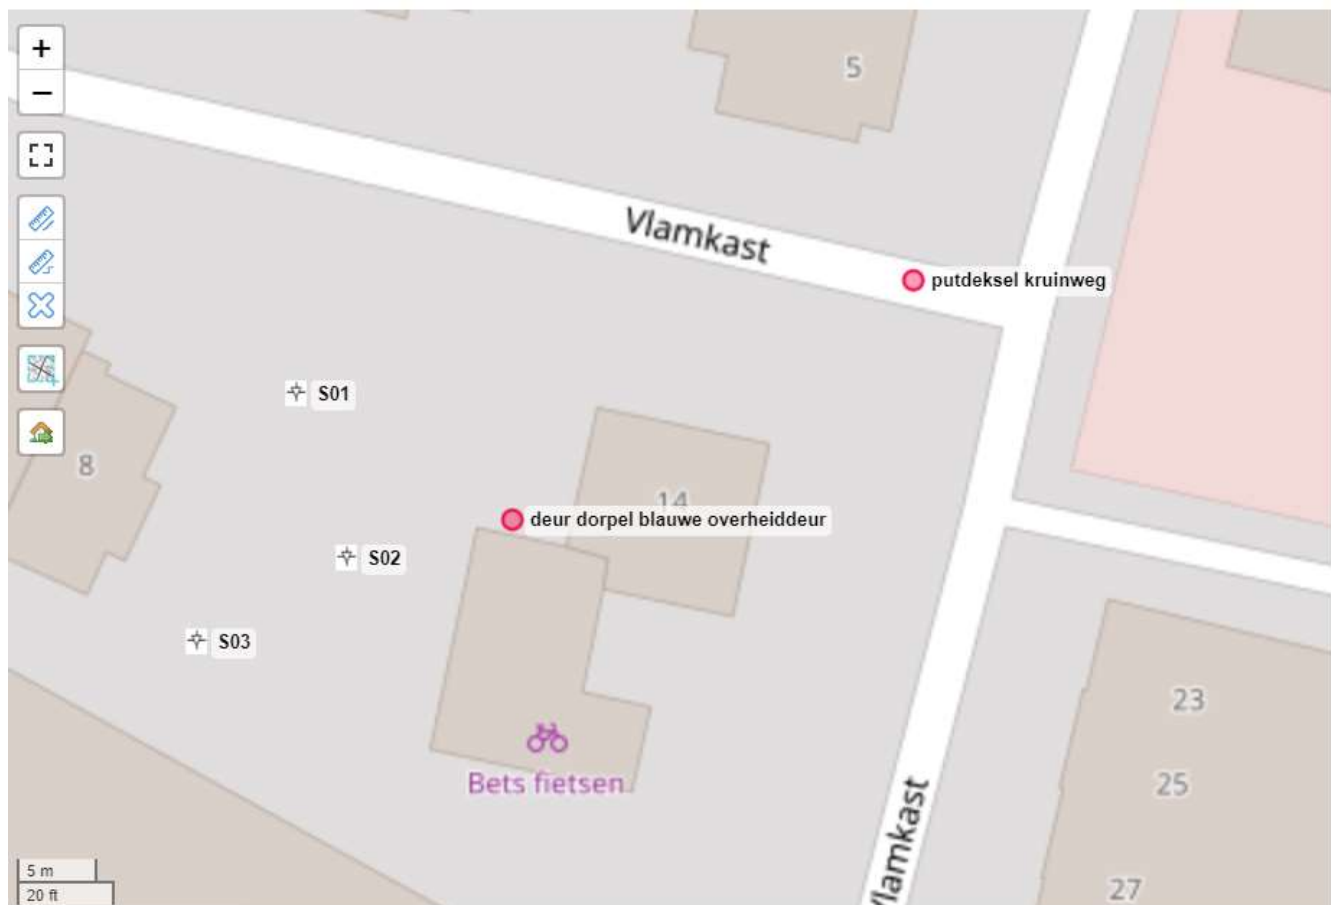 +
−
5
Vlamkast
putdeksel kruinweg
S01
8
14
deur dorpel blauwe overheiddeur
S02
S03
23
Bets fietsen
25
Vlamkast
5 m
20 ft
27